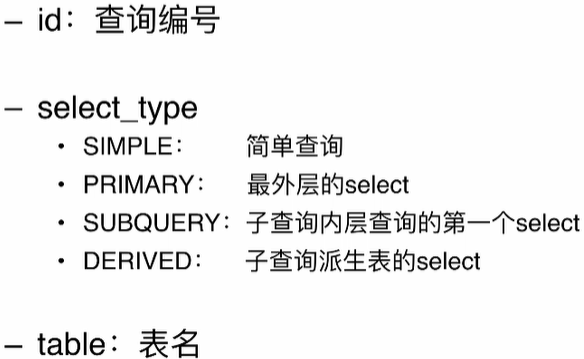 – id：查询编号
– select_type
• SIMPLE： 简单查询
• PRIMARY： 最外层的select
• SUBQUERY：子查询内层查询的第一个select
• DERIVED： 子查询派生表的select
– table：表名